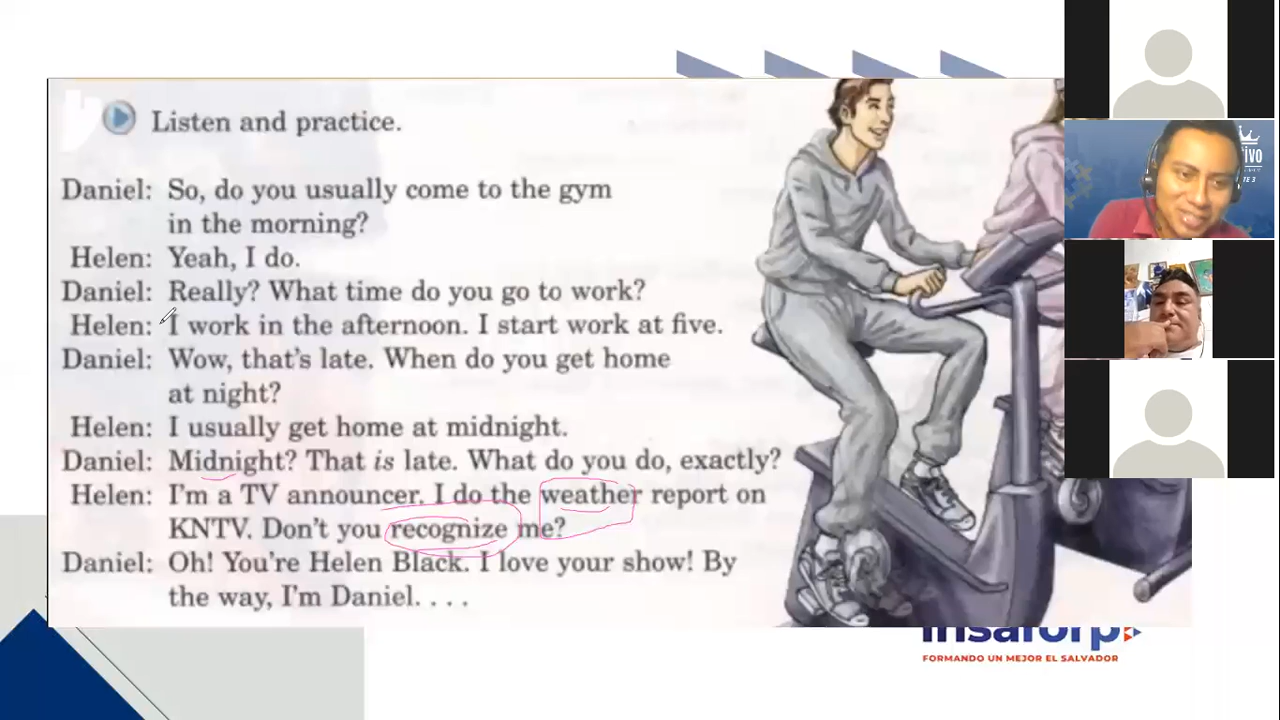 Listen and practice.
Daniel: So, do you usually come to the gym
in the morning?
Helen: Yeah, I do.
Daniel: Really? What time do you go to work?
Helen: I work in the afternoon. I start work at five.
Daniel: Wow, that's late. When do you get home
at night?
Helen: I usually get home at midnight.
Daniel: Midnight? That is late. What do you do, exactly?
Helen: I'm a TV announcer. I do the weather report on
KNTV. Don't you recognize me?
Daniel: Oh! You're Helen Black. I love your show! By
the way, I'm Daniel. . . .
insaforp
FORMANDO UN MEJOR EL SALVADOR